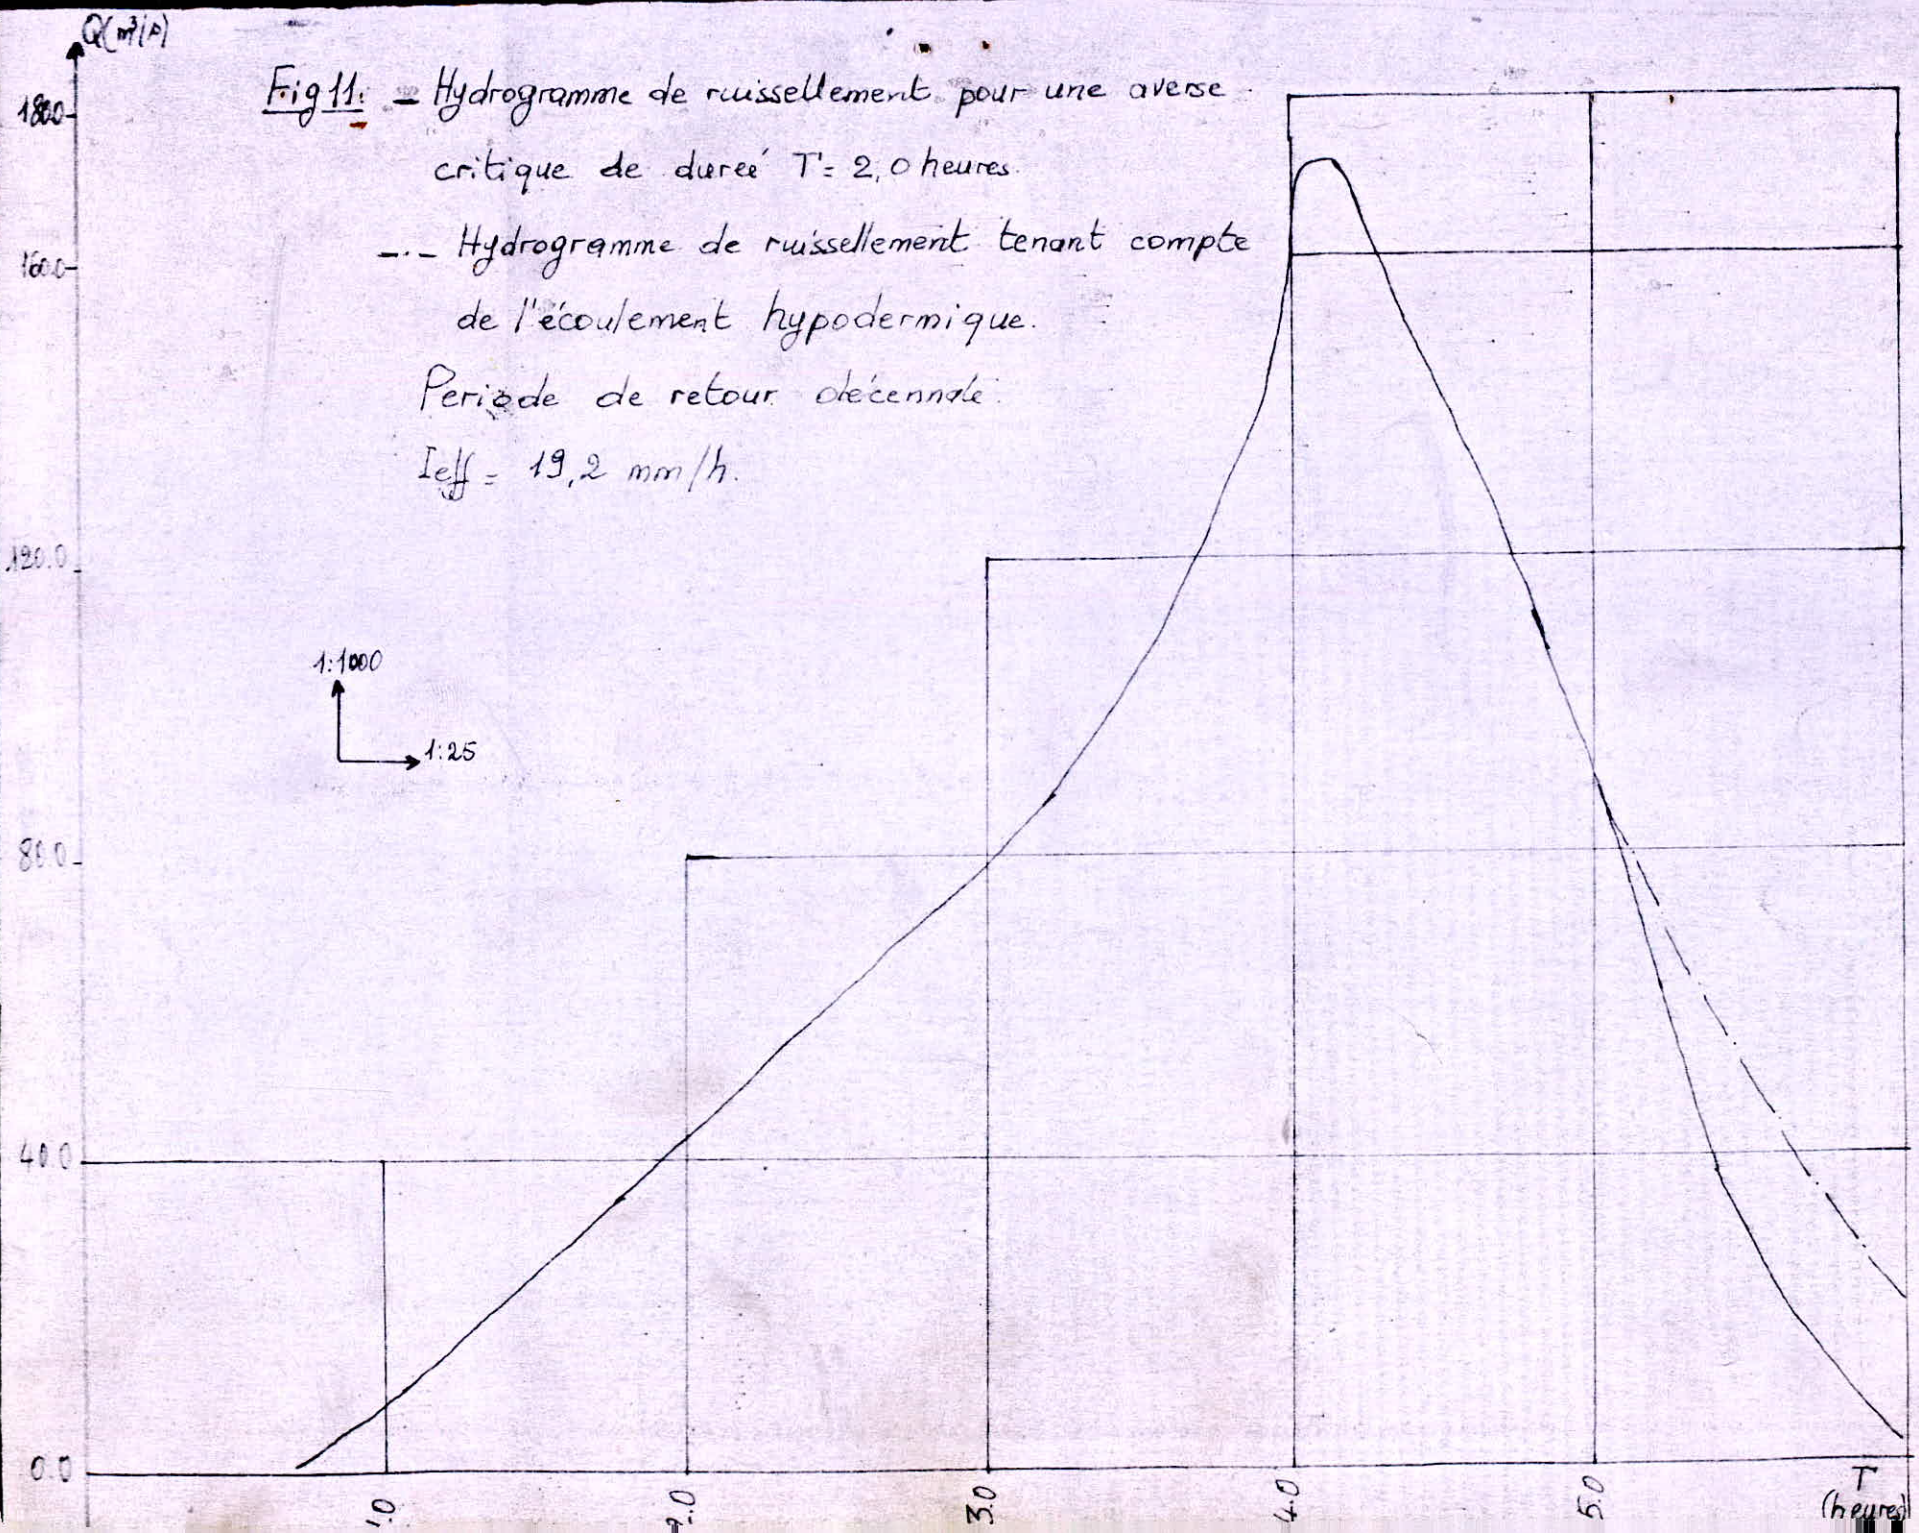 Q(m³/s)
Fig 11: — Hydrogramme de ruissellement pour une averse
critique de dureé T = 2,0 heures.
—·— Hydrogramme de ruissellement tenant compte
de l'écoulement hypodermique.
Periode de retour décennale.
Ieff = 19,2 mm/h.
180.0
160.0
120.0
80.0
40.0
0.0
1:1000
1:25
1.0
2.0
3.0
4.0
5.0
T
(heures)